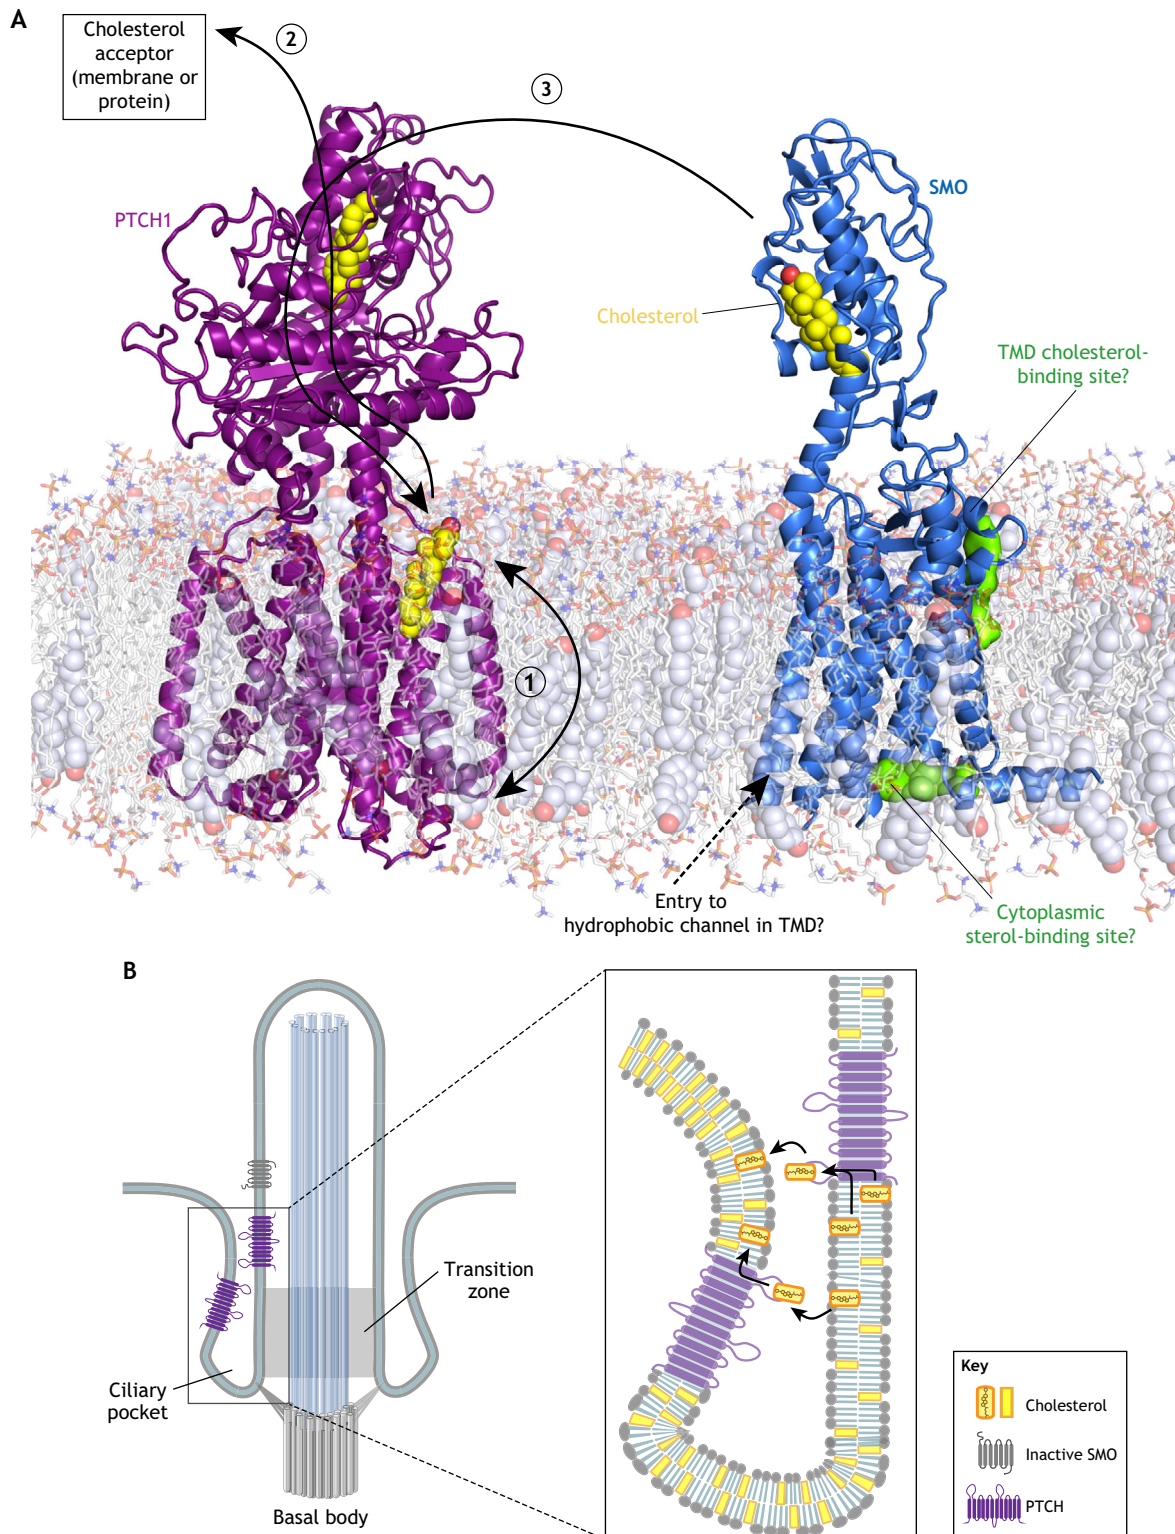 A
Cholesterol
acceptor
(membrane or
protein)
2
3
PTCH1
SMO
Cholesterol
TMD cholesterol-
binding site?
1
Entry to
hydrophobic channel in TMD?
Cytoplasmic
sterol-binding site?
B
Transition
zone
Ciliary
pocket
Basal body
Key
Cholesterol
Inactive SMO
PTCH